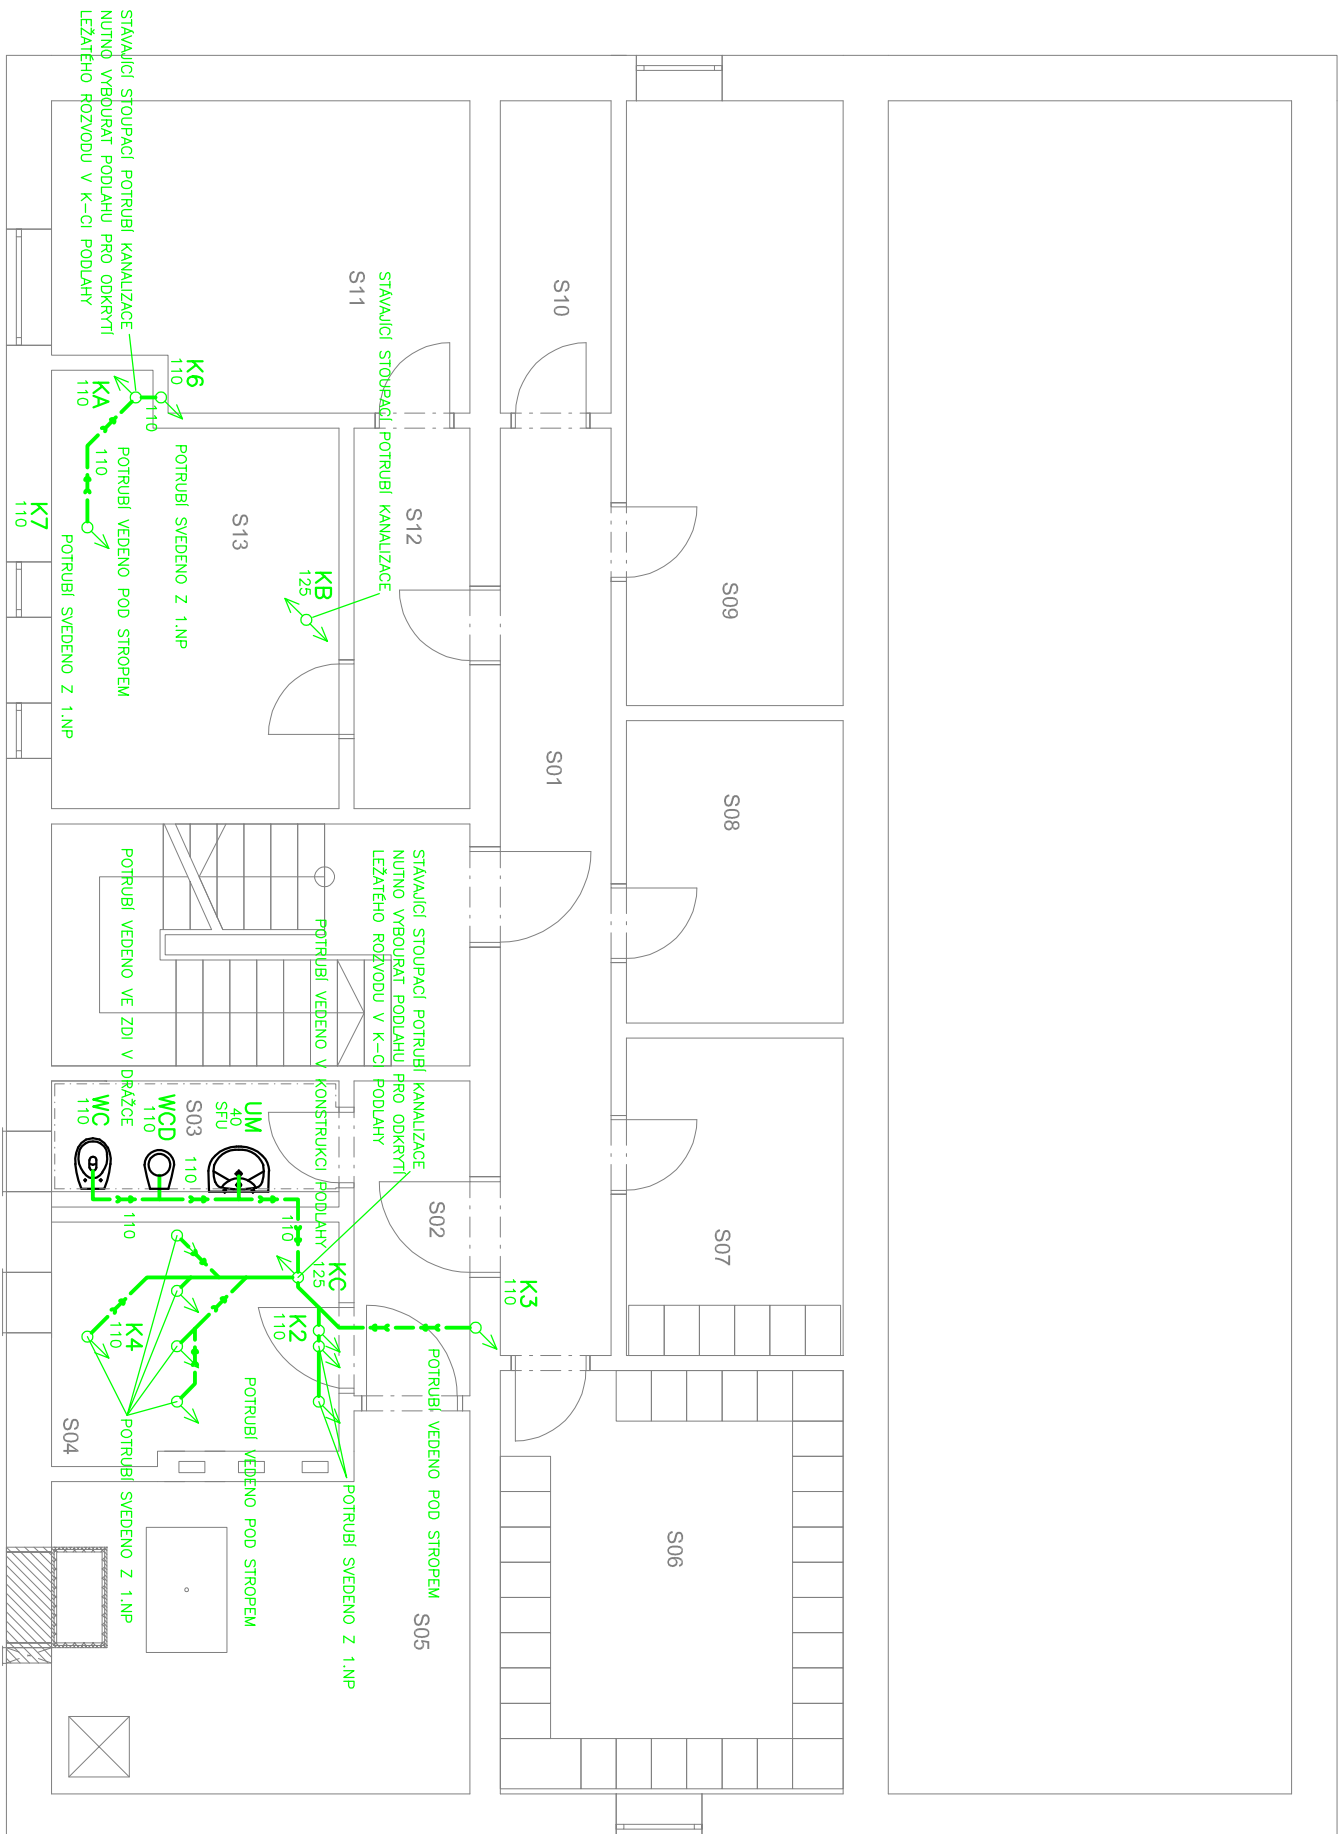 STÁVAJÍCÍ STOUPACÍ POTRUBÍ KANALIZACE
NUTNO VYBOURAT PODLAHU PRO ODKRYTÍ
LEŽATÉHO ROZVODU V K-CI PODLAHY
S10
S11
STÁVAJÍCÍ STOUPACÍ POTRUBÍ KANALIZACE
K6
110
KA
110
110
110
POTRUBÍ SVEDENO Z 1.NP
POTRUBÍ VEDENO POD STROPEM
K7
110
POTRUBÍ SVEDENO Z 1.NP
S13
S12
KB
125
S09
S01
S08
STÁVAJÍCÍ STOUPACÍ POTRUBÍ KANALIZACE
NUTNO VYBOURAT PODLAHU PRO ODKRYTÍ
LEŽATÉHO ROZVODU V K-CI PODLAHY
POTRUBÍ VEDENO V KONSTRUKCI PODLAHY
POTRUBÍ VEDENO VE ZDI V DRÁŽCE
S03
UM
40
SFU
WCD
110
WC
110
110
110
110
S02
S07
KC
125
K3
110
K2
110
K4
110
POTRUBÍ VEDENO POD STROPEM
POTRUBÍ VEDENO POD STROPEM
POTRUBÍ SVEDENO Z 1.NP
POTRUBÍ SVEDENO Z 1.NP
S04
S05
S06